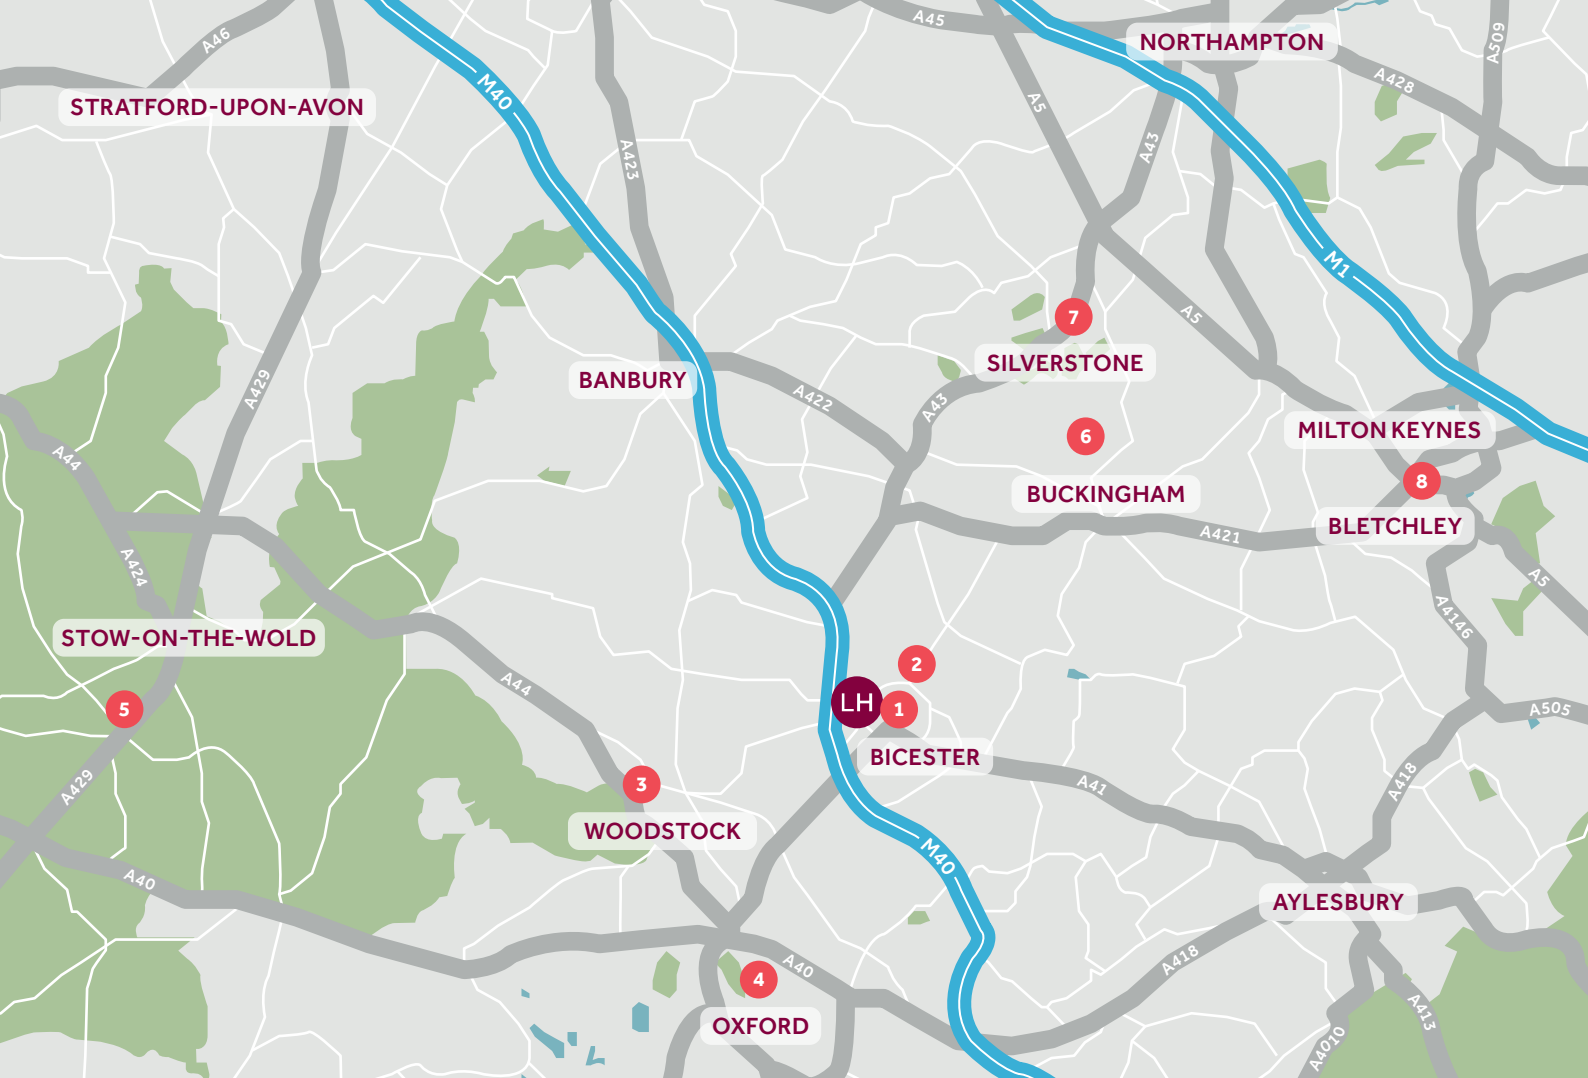 A45
NORTHAMPTON
A509
A46
A428
STRATFORD-UPON-AVON
M40
A5
A43
A423
M1
A5
7
SILVERSTONE
BANBURY
A429
A422
A43
MILTON KEYNES
6
A44
8
BUCKINGHAM
BLETCHLEY
A421
A424
A5
A4146
STOW-ON-THE-WOLD
2
A44
LH
1
5
A505
BICESTER
3
A41
A418
A429
WOODSTOCK
M40
A40
AYLESBURY
A418
A40
4
A413
OXFORD
A4010